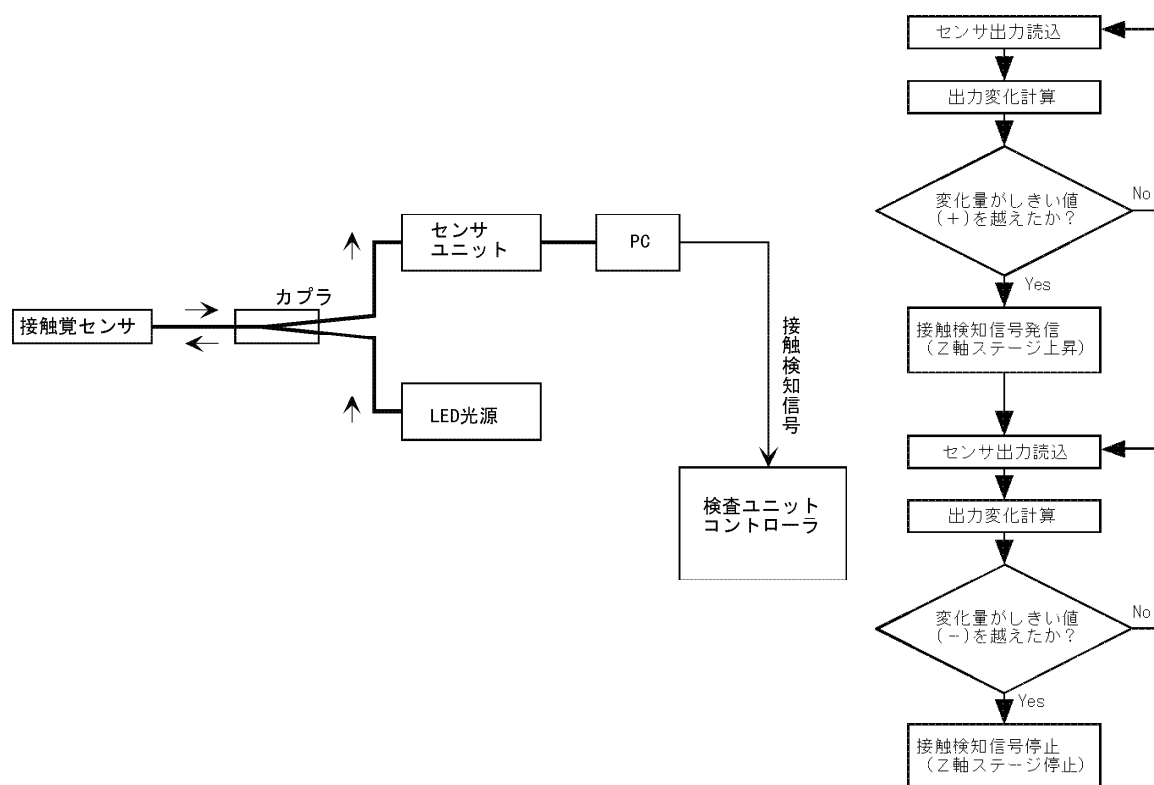 接触覚センサ
カプラ
センサ
ユニット
PC
LED光源
接触検知信号
検査ユニット
コントローラ
センサ出力読込
出力変化計算
変化量がしきい値
(+)を越えたか？
No
Yes
接触検知信号発信
(Z軸ステージ上昇)
センサ出力読込
出力変化計算
変化量がしきい値
(−)を越えたか？
No
Yes
接触検知信号停止
(Z軸ステージ停止)